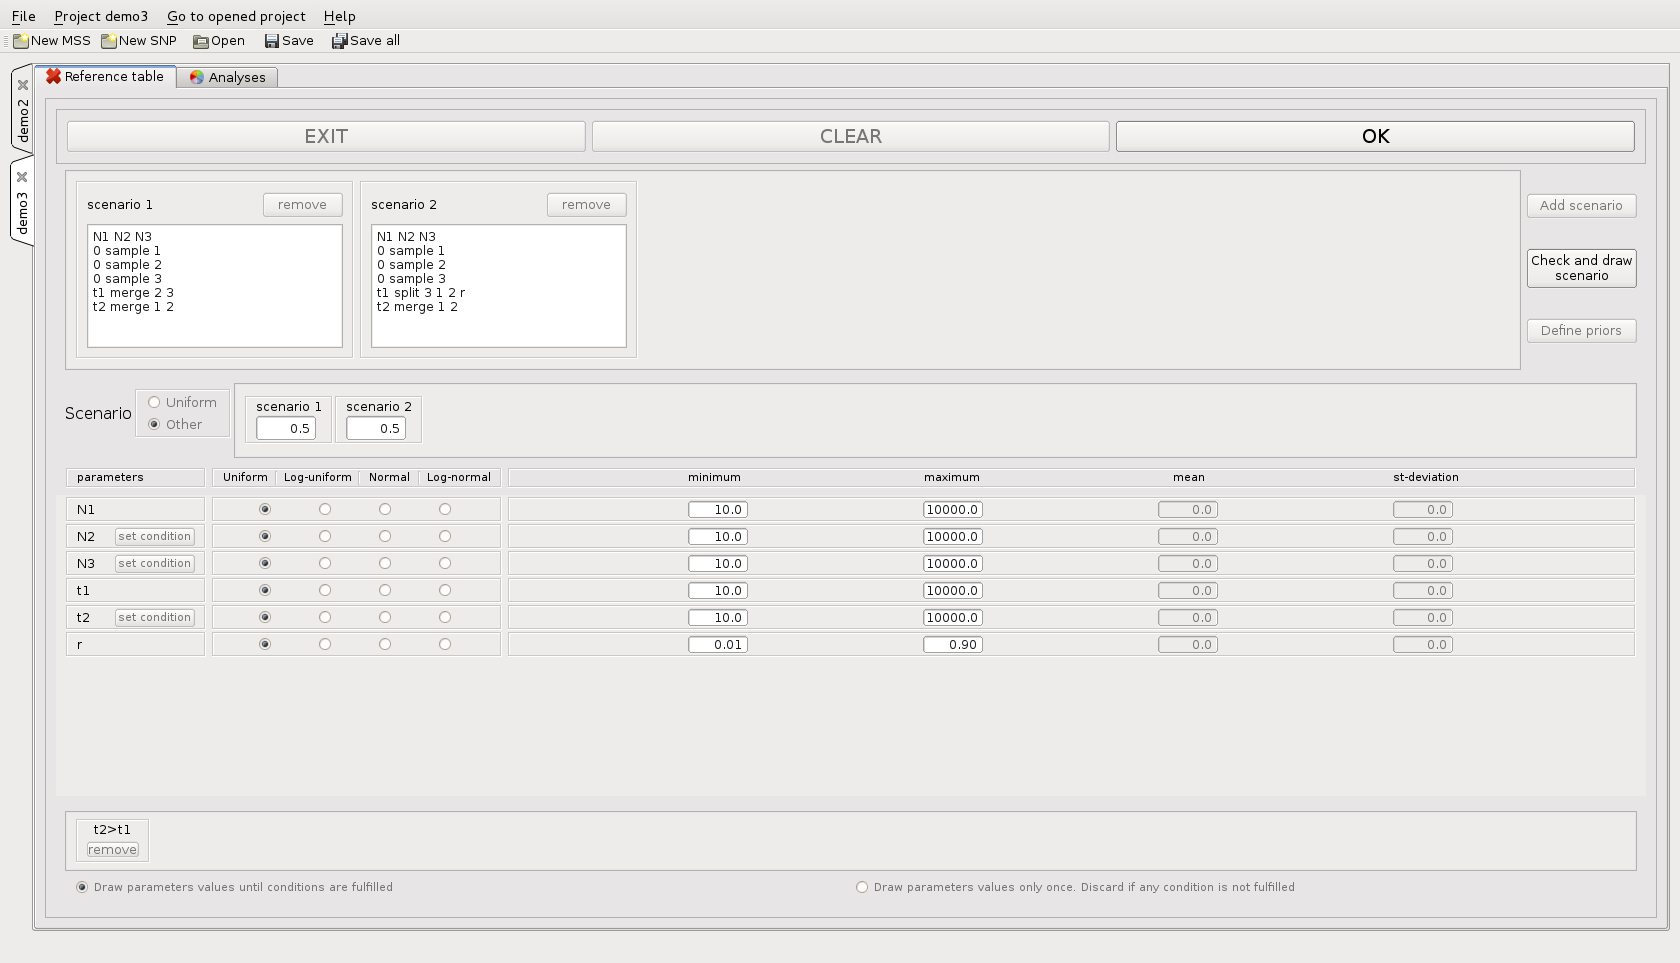 File Project demo3 Go to opened project Help
New MSS New SNP Open Save Save all
Reference table Analyses
demo2
demo3
EXIT CLEAR OK
scenario 1 remove
N1 N2 N3
0 sample 1
0 sample 2
0 sample 3
t1 merge 2 3
t2 merge 1 2
scenario 2 remove
N1 N2 N3
0 sample 1
0 sample 2
0 sample 3
t1 split 3 1 2 r
t2 merge 1 2
Add scenario
Check and draw
scenario
Define priors
Scenario
Uniform
Other
scenario 1 scenario 2
0.5 0.5
parameters Uniform Log-uniform Normal Log-normal minimum maximum mean st-deviation
N1 10.0 10000.0 0.0 0.0
N2 set condition 10.0 10000.0 0.0 0.0
N3 set condition 10.0 10000.0 0.0 0.0
t1 10.0 10000.0 0.0 0.0
t2 set condition 10.0 10000.0 0.0 0.0
r 0.01 0.90 0.0 0.0
t2>t1
remove
Draw parameters values until conditions are fulfilled Draw parameters values only once. Discard if any condition is not fulfilled